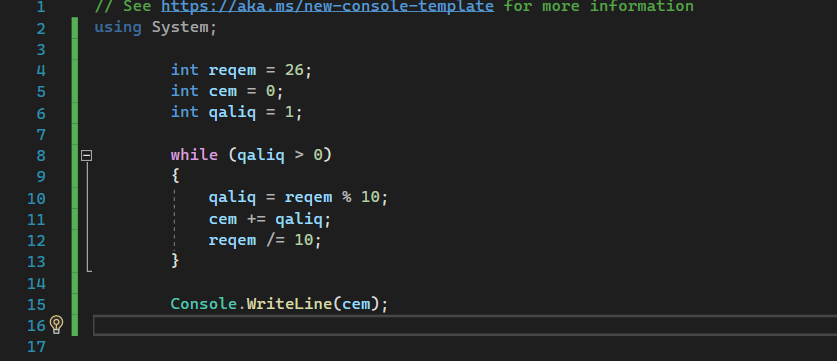 1 // See https://aka.ms/new-console-template for more information
2 using System;
3
4 int reqem = 26;
5 int cem = 0;
6 int qaliq = 1;
7
8 while (qaliq > 0)
9 {
10 qaliq = reqem % 10;
11 cem += qaliq;
12 reqem /= 10;
13 }
14
15 Console.WriteLine(cem);
16
17